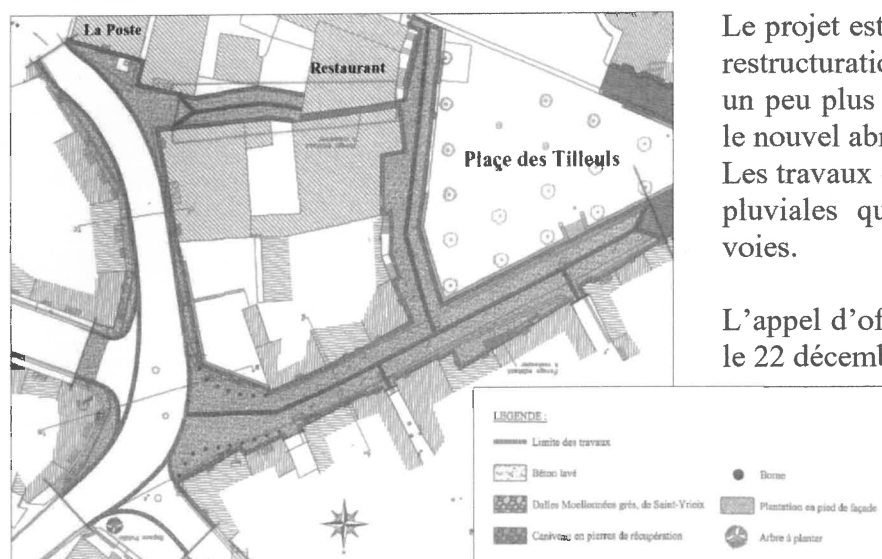 La Poste
Restaurant
Plaçe des Tilleuls
Le projet est
restructuratio
un peu plus
le nouvel abr
Les travaux
pluviales qu
voies.
L'appel d'of
le 22 décemb
LEGENDE :
Limite des travaux
Béton lavé
Dalles Moellonnées grès, de Saint-Yrieix
Caniveau en pierres de récupération
Borne
Plantation en pied de façade
Arbre à planter